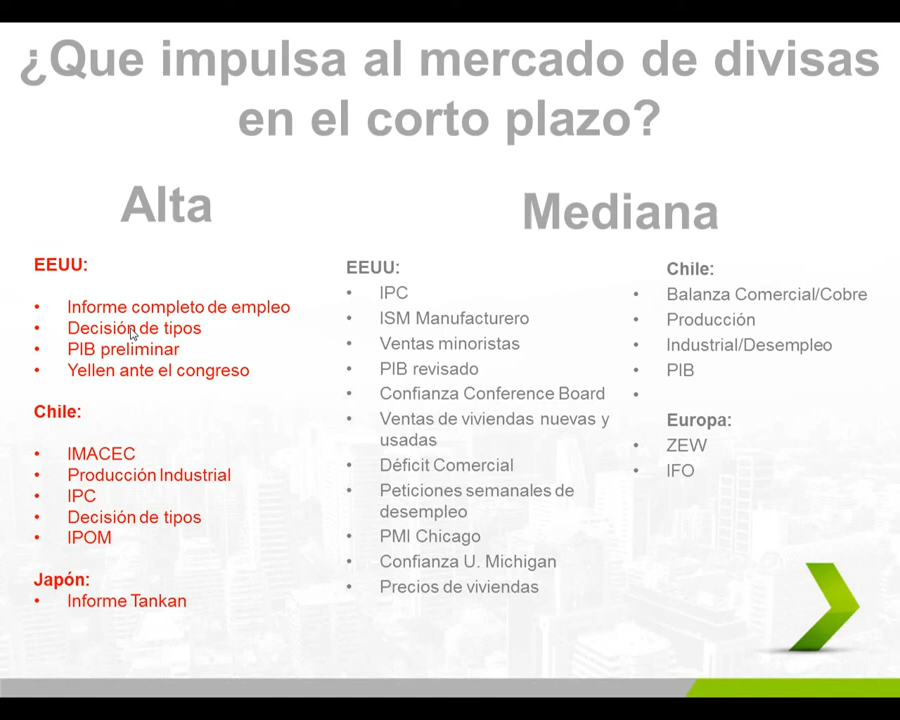 ¿Que impulsa al mercado de divisas
en el corto plazo?
Alta
EEUU:
• Informe completo de empleo
• Decisión de tipos
• PIB preliminar
• Yellen ante el congreso
Chile:
• IMACEC
• Producción Industrial
• IPC
• Decisión de tipos
• IPOM
Japón:
• Informe Tankan
Mediana
EEUU:
• IPC
• ISM Manufacturero
• Ventas minoristas
• PIB revisado
• Confianza Conference Board
• Ventas de viviendas nuevas y
usadas
• Déficit Comercial
• Peticiones semanales de
desempleo
• PMI Chicago
• Confianza U. Michigan
• Precios de viviendas
Chile:
• Balanza Comercial/Cobre
• Producción
• Industrial/Desempleo
• PIB
•
Europa:
• ZEW
• IFO